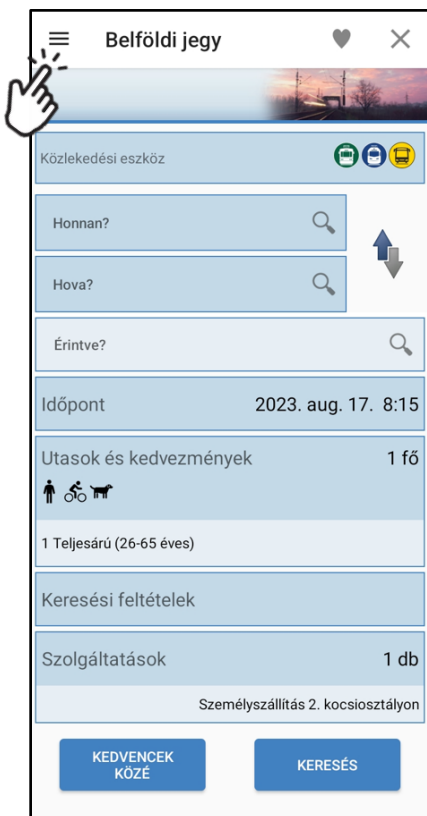 Belföldi jegy
Közlekedési eszköz
Honnan?
Hova?
Érintve?
Időpont 2023. aug. 17. 8:15
Utasok és kedvezmények 1 fő
1 Teljesárú (26-65 éves)
Keresési feltételek
Szolgáltatások 1 db
Személyszállítás 2. kocsiosztályon
KEDVENCEK
KÖZÉ
KERESÉS